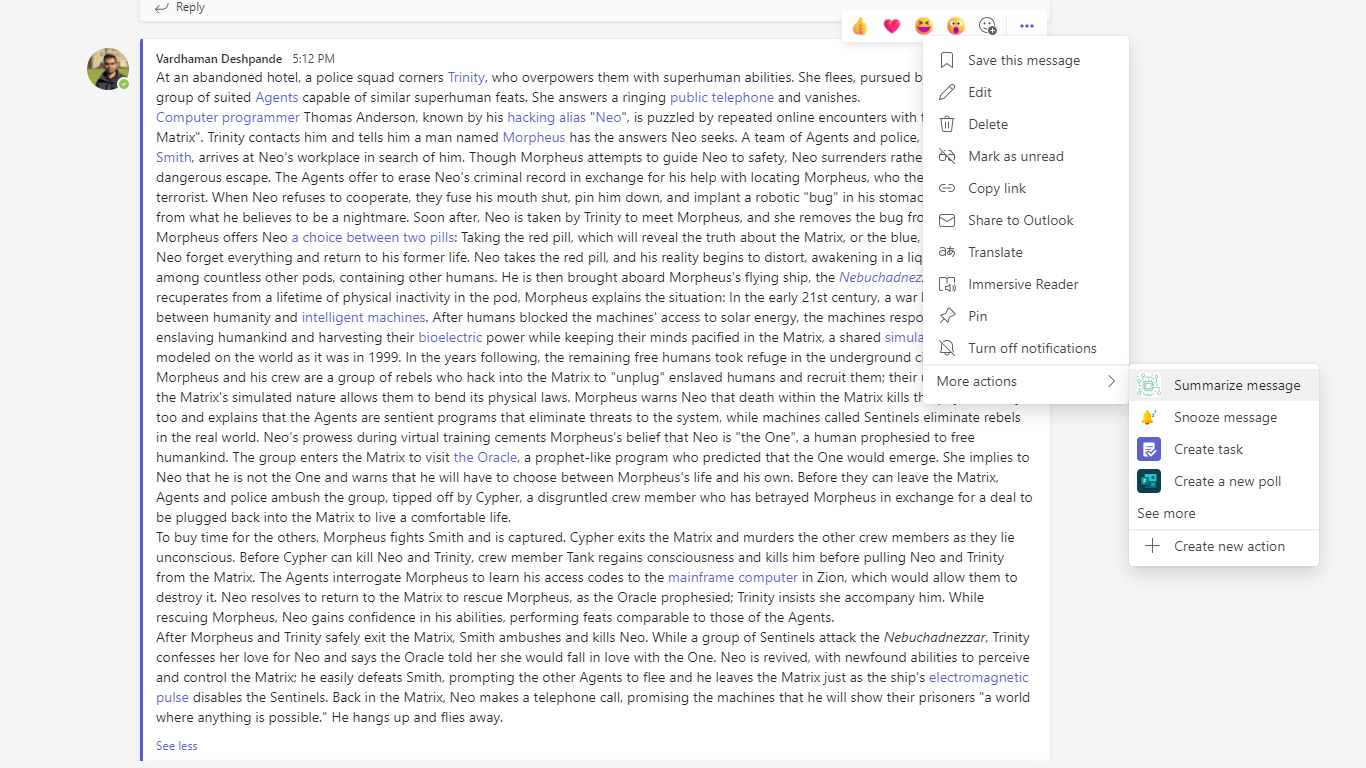 Reply
Vardhaman Deshpande 5:12 PM
At an abandoned hotel, a police squad corners Trinity, who overpowers them with superhuman abilities. She flees, pursued b
group of suited Agents capable of similar superhuman feats. She answers a ringing public telephone and vanishes.
Computer programmer Thomas Anderson, known by his hacking alias "Neo", is puzzled by repeated online encounters with
Matrix". Trinity contacts him and tells him a man named Morpheus has the answers Neo seeks. A team of Agents and police,
Smith, arrives at Neo's workplace in search of him. Though Morpheus attempts to guide Neo to safety, Neo surrenders rathe
dangerous escape. The Agents offer to erase Neo's criminal record in exchange for his help with locating Morpheus, who the
terrorist. When Neo refuses to cooperate, they fuse his mouth shut, pin him down, and implant a robotic "bug" in his stomac
from what he believes to be a nightmare. Soon after, Neo is taken by Trinity to meet Morpheus, and she removes the bug fro
Morpheus offers Neo a choice between two pills: Taking the red pill, which will reveal the truth about the Matrix, or the blue,
Neo forget everything and return to his former life. Neo takes the red pill, and his reality begins to distort, awakening in a liq
among countless other pods, containing other humans. He is then brought aboard Morpheus's flying ship, the Nebuchadnezz
recuperates from a lifetime of physical inactivity in the pod, Morpheus explains the situation: In the early 21st century, a war
between humanity and intelligent machines. After humans blocked the machines' access to solar energy, the machines respo
enslaving humankind and harvesting their bioelectric power while keeping their minds pacified in the Matrix, a shared simula
modeled on the world as it was in 1999. In the years following, the remaining free humans took refuge in the underground ci
Morpheus and his crew are a group of rebels who hack into the Matrix to "unplug" enslaved humans and recruit them; their
the Matrix's simulated nature allows them to bend its physical laws. Morpheus warns Neo that death within the Matrix kills
too and explains that the Agents are sentient programs that eliminate threats to the system, while machines called Sentinels eliminate rebels
in the real world. Neo's prowess during virtual training cements Morpheus's belief that Neo is "the One", a human prophesied to free
humankind. The group enters the Matrix to visit the Oracle, a prophet-like program who predicted that the One would emerge. She implies to
Neo that he is not the One and warns that he will have to choose between Morpheus's life and his own. Before they can leave the Matrix,
Agents and police ambush the group, tipped off by Cypher, a disgruntled crew member who has betrayed Morpheus in exchange for a deal to
be plugged back into the Matrix to live a comfortable life.
To buy time for the others, Morpheus fights Smith and is captured. Cypher exits the Matrix and murders the other crew members as they lie
unconscious. Before Cypher can kill Neo and Trinity, crew member Tank regains consciousness and kills him before pulling Neo and Trinity
from the Matrix. The Agents interrogate Morpheus to learn his access codes to the mainframe computer in Zion, which would allow them to
destroy it. Neo resolves to return to the Matrix to rescue Morpheus, as the Oracle prophesied; Trinity insists she accompany him. While
rescuing Morpheus, Neo gains confidence in his abilities, performing feats comparable to those of the Agents.
After Morpheus and Trinity safely exit the Matrix, Smith ambushes and kills Neo. While a group of Sentinels attack the Nebuchadnezzar, Trinity
confesses her love for Neo and says the Oracle told her she would fall in love with the One. Neo is revived, with newfound abilities to perceive
and control the Matrix; he easily defeats Smith, prompting the other Agents to flee and he leaves the Matrix just as the ship's electromagnetic
pulse disables the Sentinels. Back in the Matrix, Neo makes a telephone call, promising the machines that he will show their prisoners "a world
where anything is possible." He hangs up and flies away.
See less
Save this message
Edit
Delete
Mark as unread
Copy link
Share to Outlook
Translate
Immersive Reader
Pin
Turn off notifications
More actions
Summarize message
Snooze message
Create task
Create a new poll
See more
Create new action